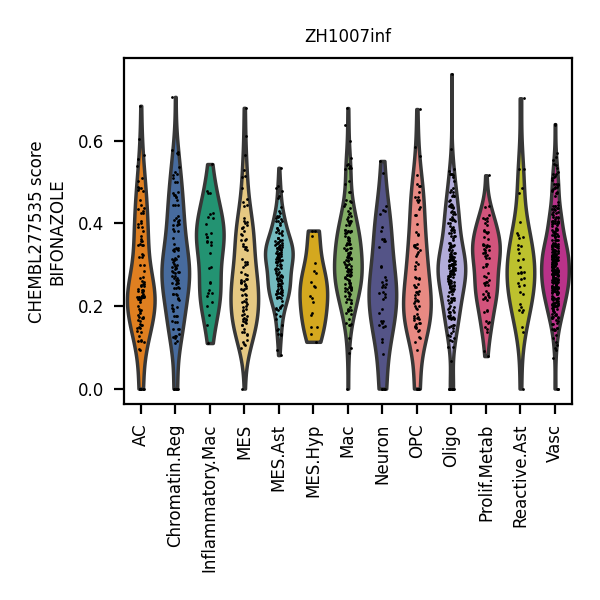 ZH1007inf
CHEMBL277535 score
BIFONAZOLE
0.6
0.4
0.2
0.0
AC
Chromatin.Reg
Inflammatory.Mac
MES
MES.Ast
MES.Hyp
Mac
Neuron
OPC
Oligo
Prolif.Metab
Reactive.Ast
Vasc